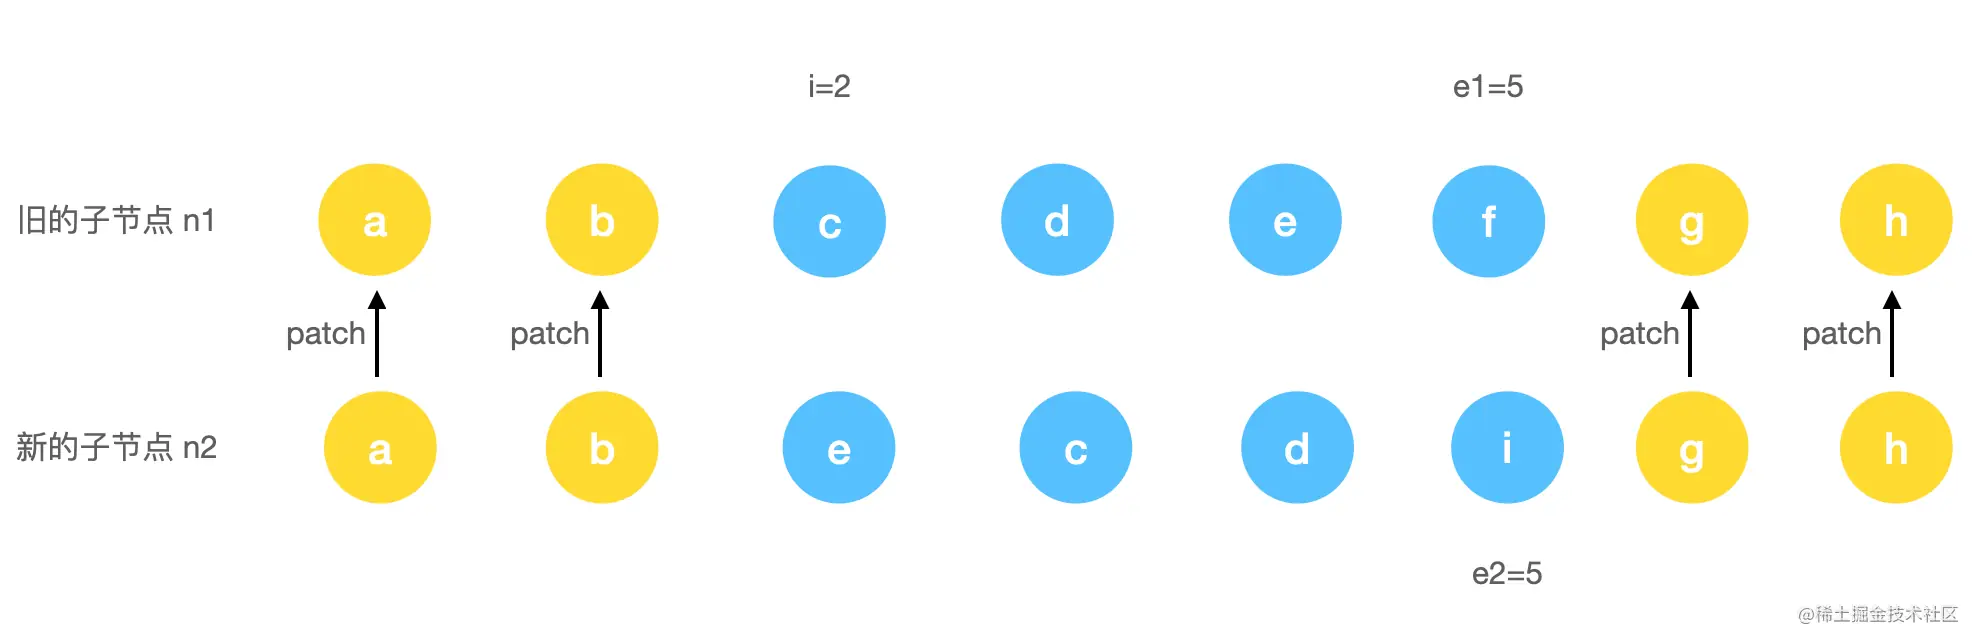 i=2 e1=5
旧的子节点 n1 a b c d e f g h
patch patch patch patch
新的子节点 n2 a b e c d i g h
e2=5
@稀土掘金技术社区